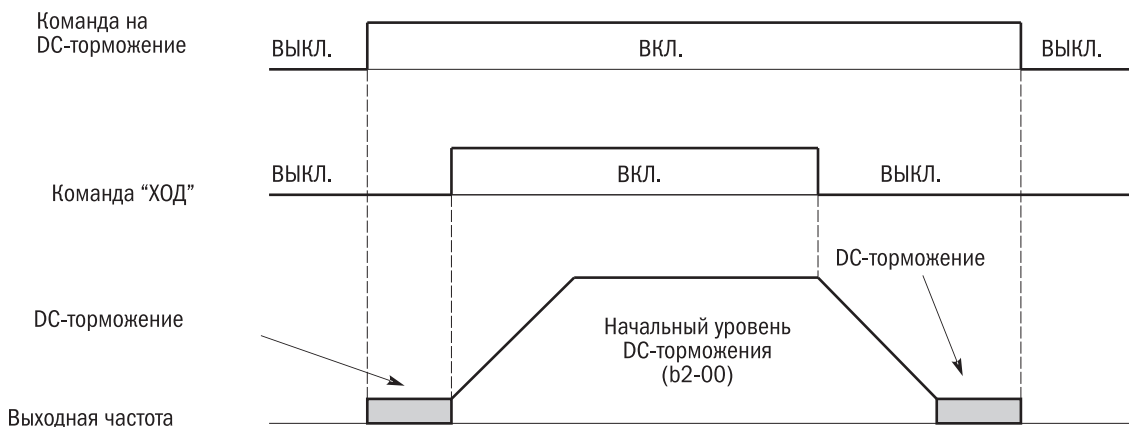 Команда на
DC-торможение
ВЫКЛ.
ВКЛ.
ВЫКЛ.
Команда “ХОД”
ВЫКЛ.
ВКЛ.
ВЫКЛ.
DC-торможение
DC-торможение
Начальный уровень
DC-торможения
(b2-00)
Выходная частота